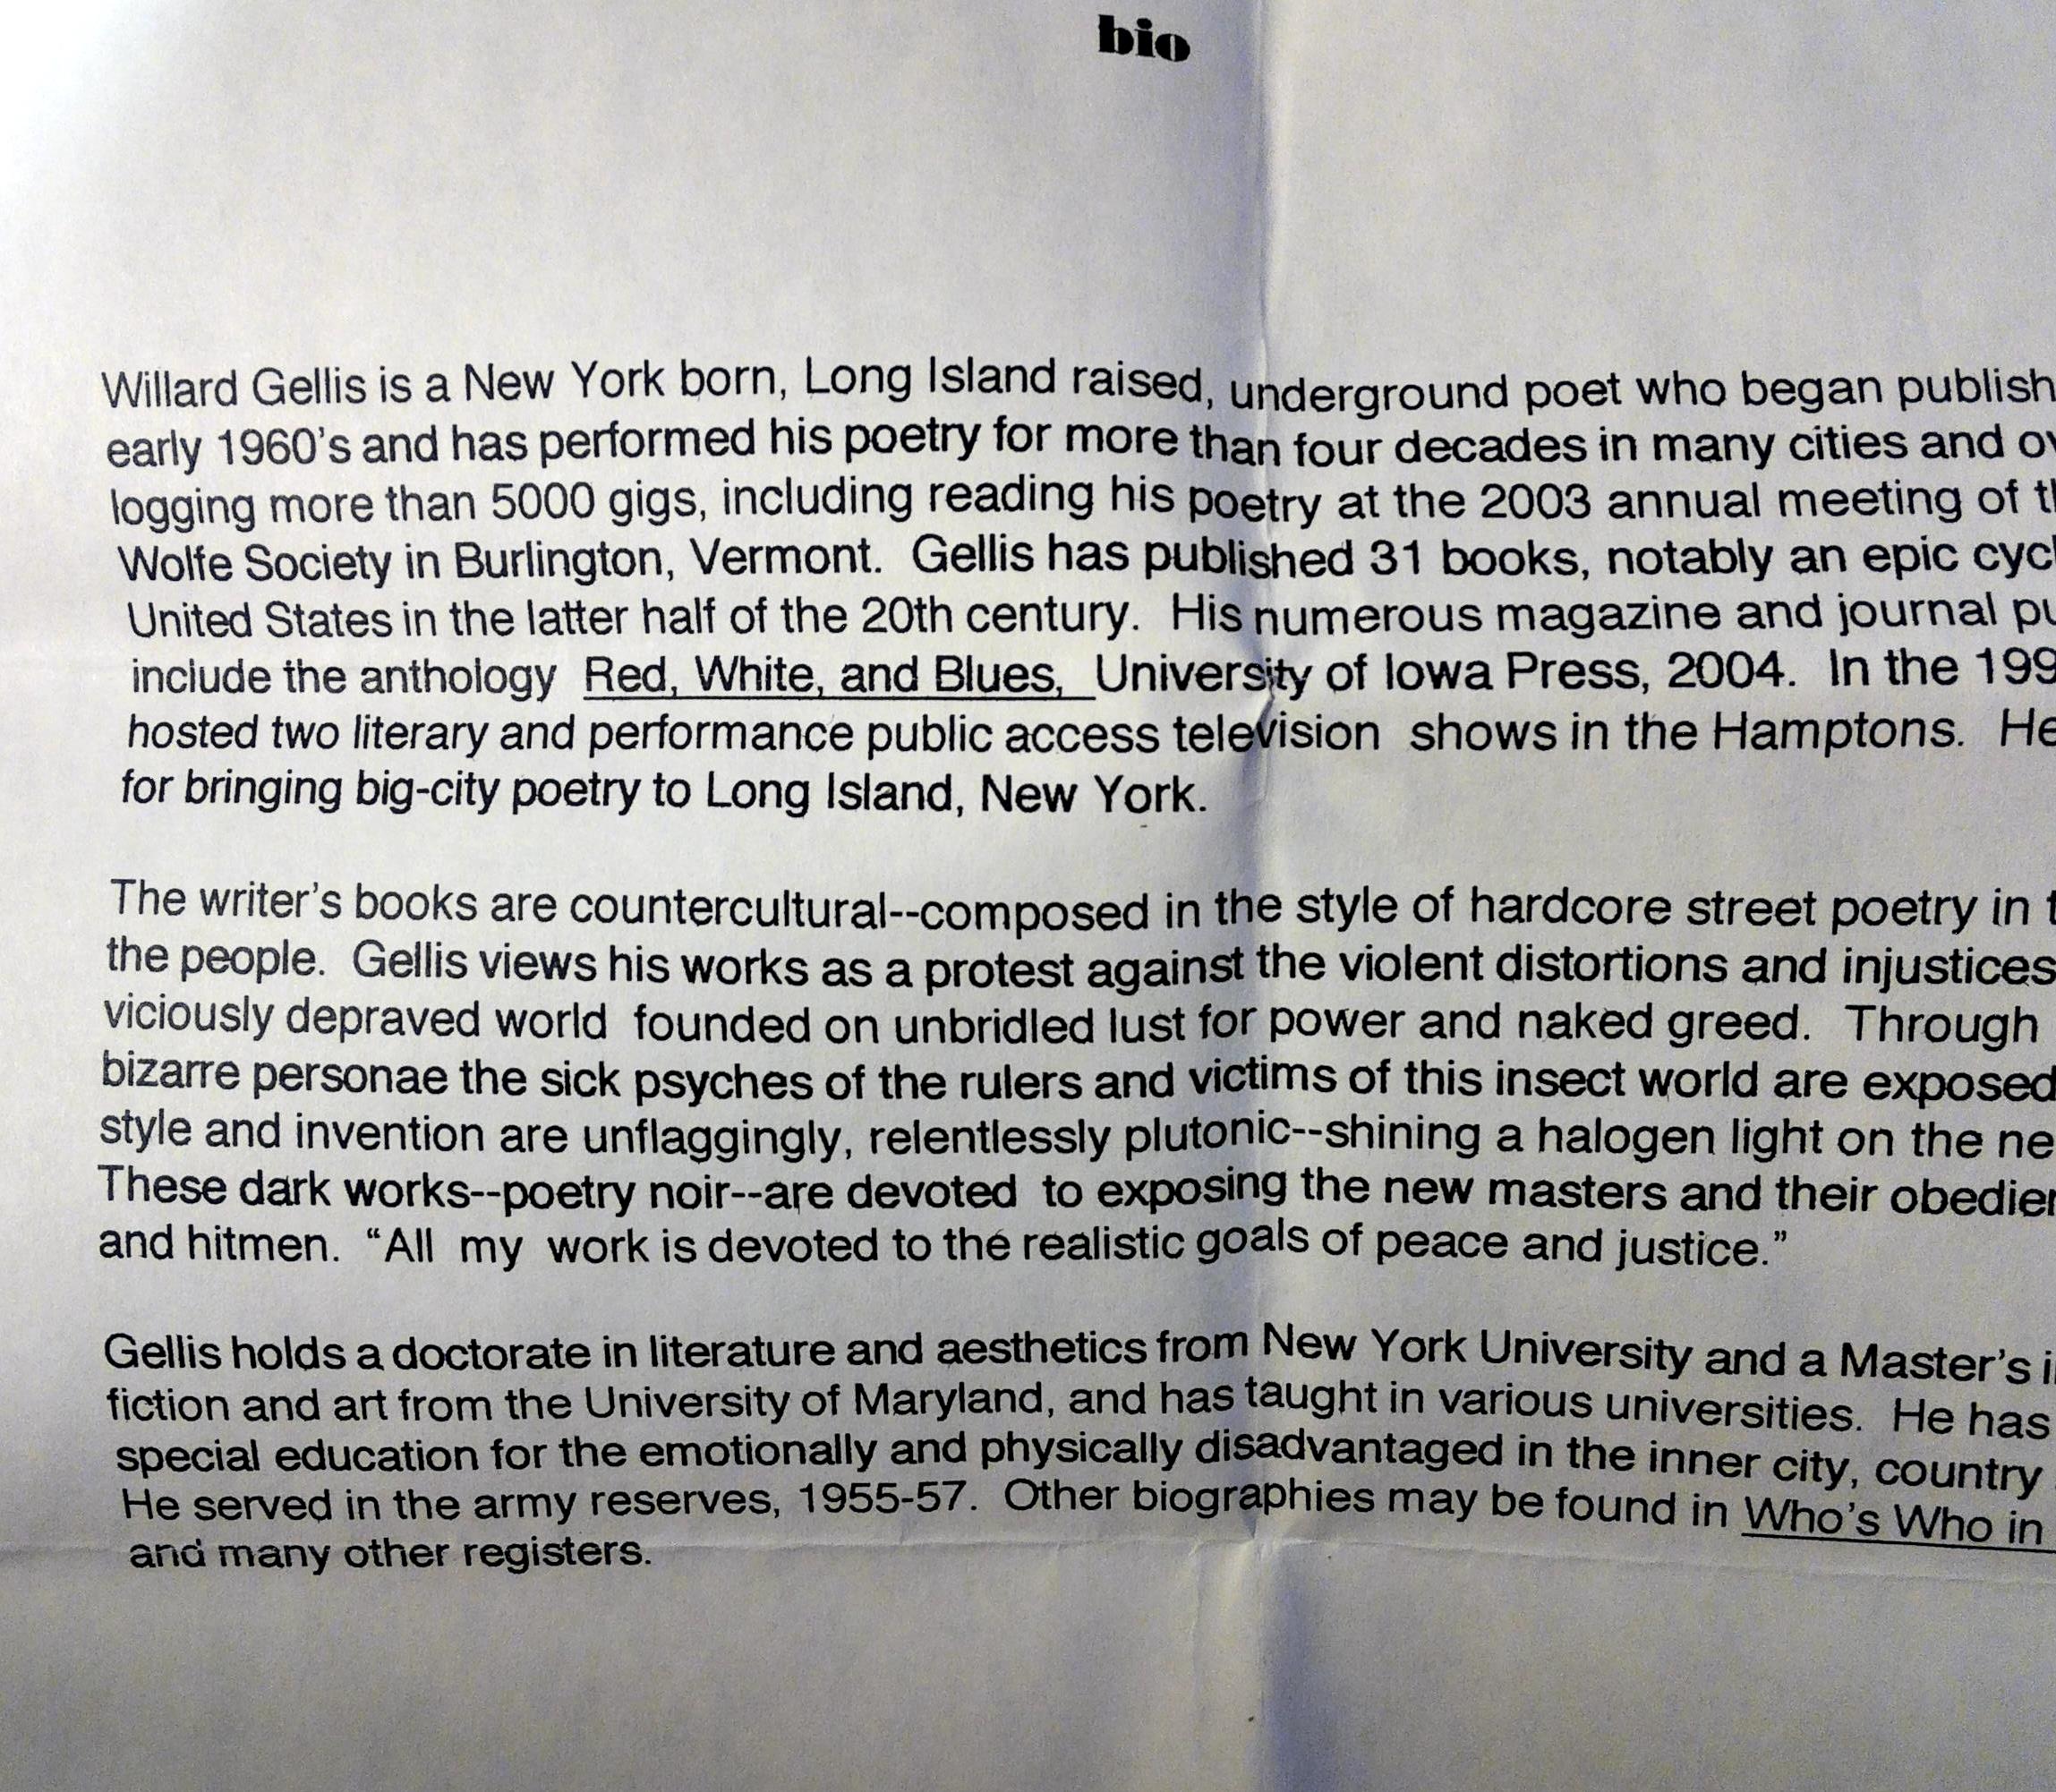 bio
Willard Gellis is a New York born, Long Island raised, underground poet who began publish
early 1960's and has performed his poetry for more than four decades in many cities and ov
logging more than 5000 gigs, including reading his poetry at the 2003 annual meeting of th
Wolfe Society in Burlington, Vermont. Gellis has published 31 books, notably an epic cycl
United States in the latter half of the 20th century. His numerous magazine and journal pu
include the anthology Red, White, and Blues, University of Iowa Press, 2004. In the 199
hosted two literary and performance public access television shows in the Hamptons. He
for bringing big-city poetry to Long Island, New York.
The writer's books are countercultural--composed in the style of hardcore street poetry in t
the people. Gellis views his works as a protest against the violent distortions and injustices
viciously depraved world founded on unbridled lust for power and naked greed. Through
bizarre personae the sick psyches of the rulers and victims of this insect world are exposed
style and invention are unflaggingly, relentlessly plutonic--shining a halogen light on the ne
These dark works--poetry noir--are devoted to exposing the new masters and their obedien
and hitmen. “All my work is devoted to the realistic goals of peace and justice.”
Gellis holds a doctorate in literature and aesthetics from New York University and a Master's i
fiction and art from the University of Maryland, and has taught in various universities. He has
special education for the emotionally and physically disadvantaged in the inner city, country
He served in the army reserves, 1955-57. Other biographies may be found in Who's Who in
and many other registers.